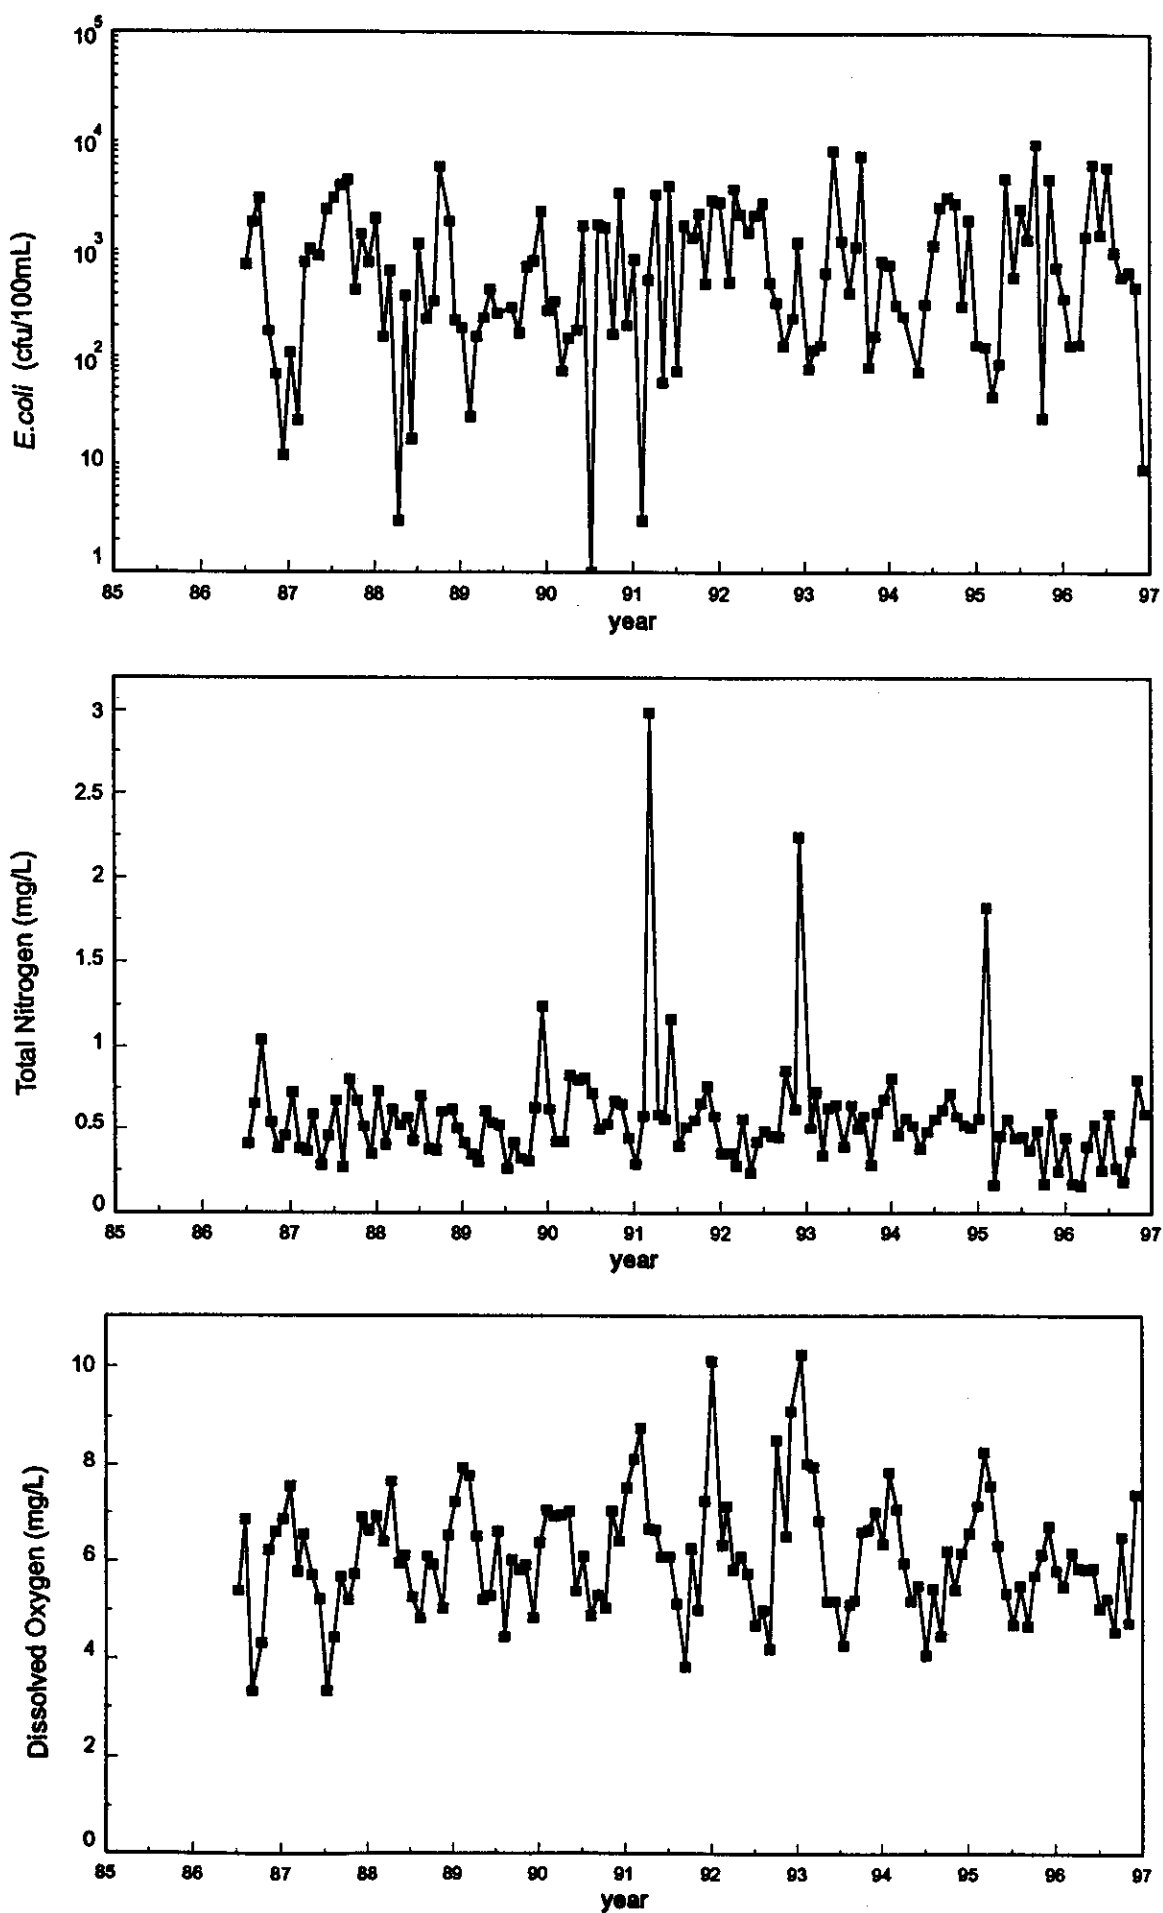 10^5
10^4
10^3
10^2
10
1
E.coli (cfu/100mL)
85 86 87 88 89 90 91 92 93 94 95 96 97
year
3
2.5
2
1.5
1
0.5
0
Total Nitrogen (mg/L)
85 86 87 88 89 90 91 92 93 94 95 96 97
year
10
8
6
4
2
0
Dissolved Oxygen (mg/L)
85 86 87 88 89 90 91 92 93 94 95 96 97
year